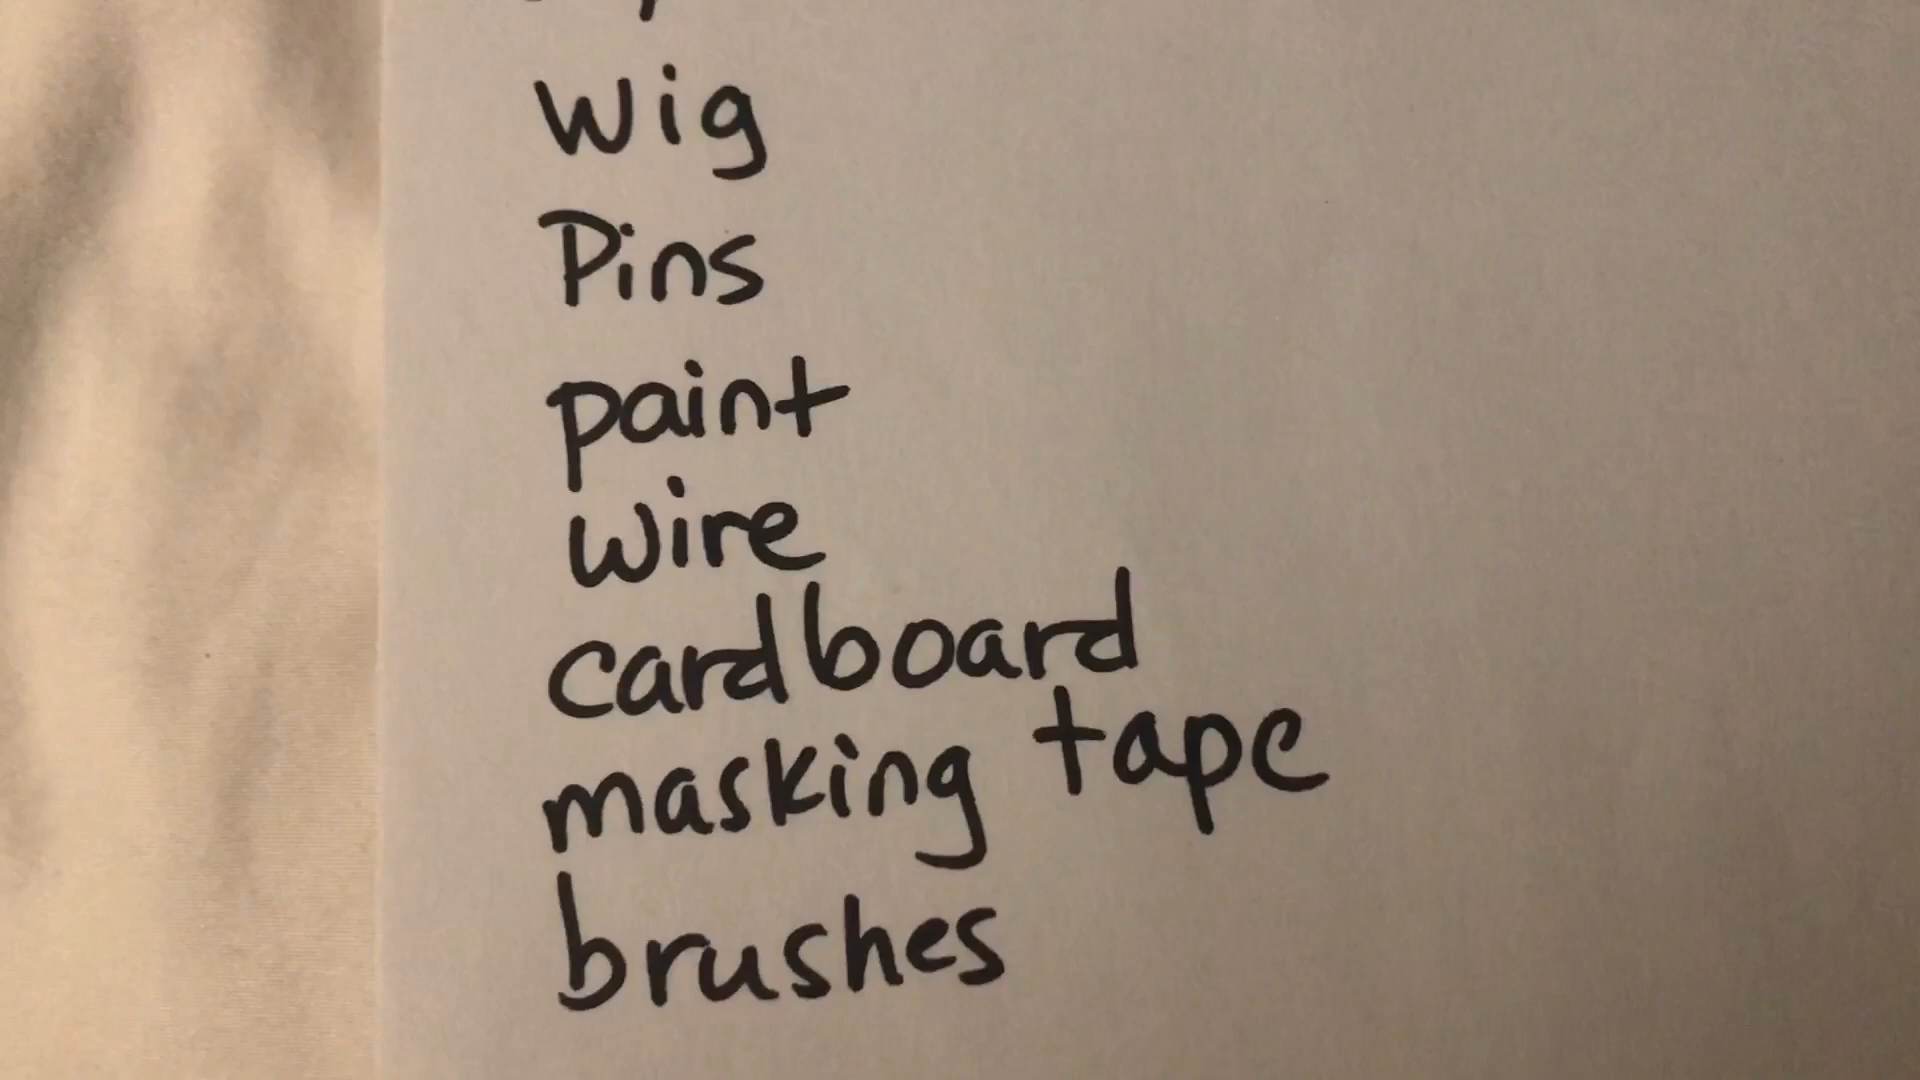 wig
Pins
paint
wire
cardboard
masking tape
brushes